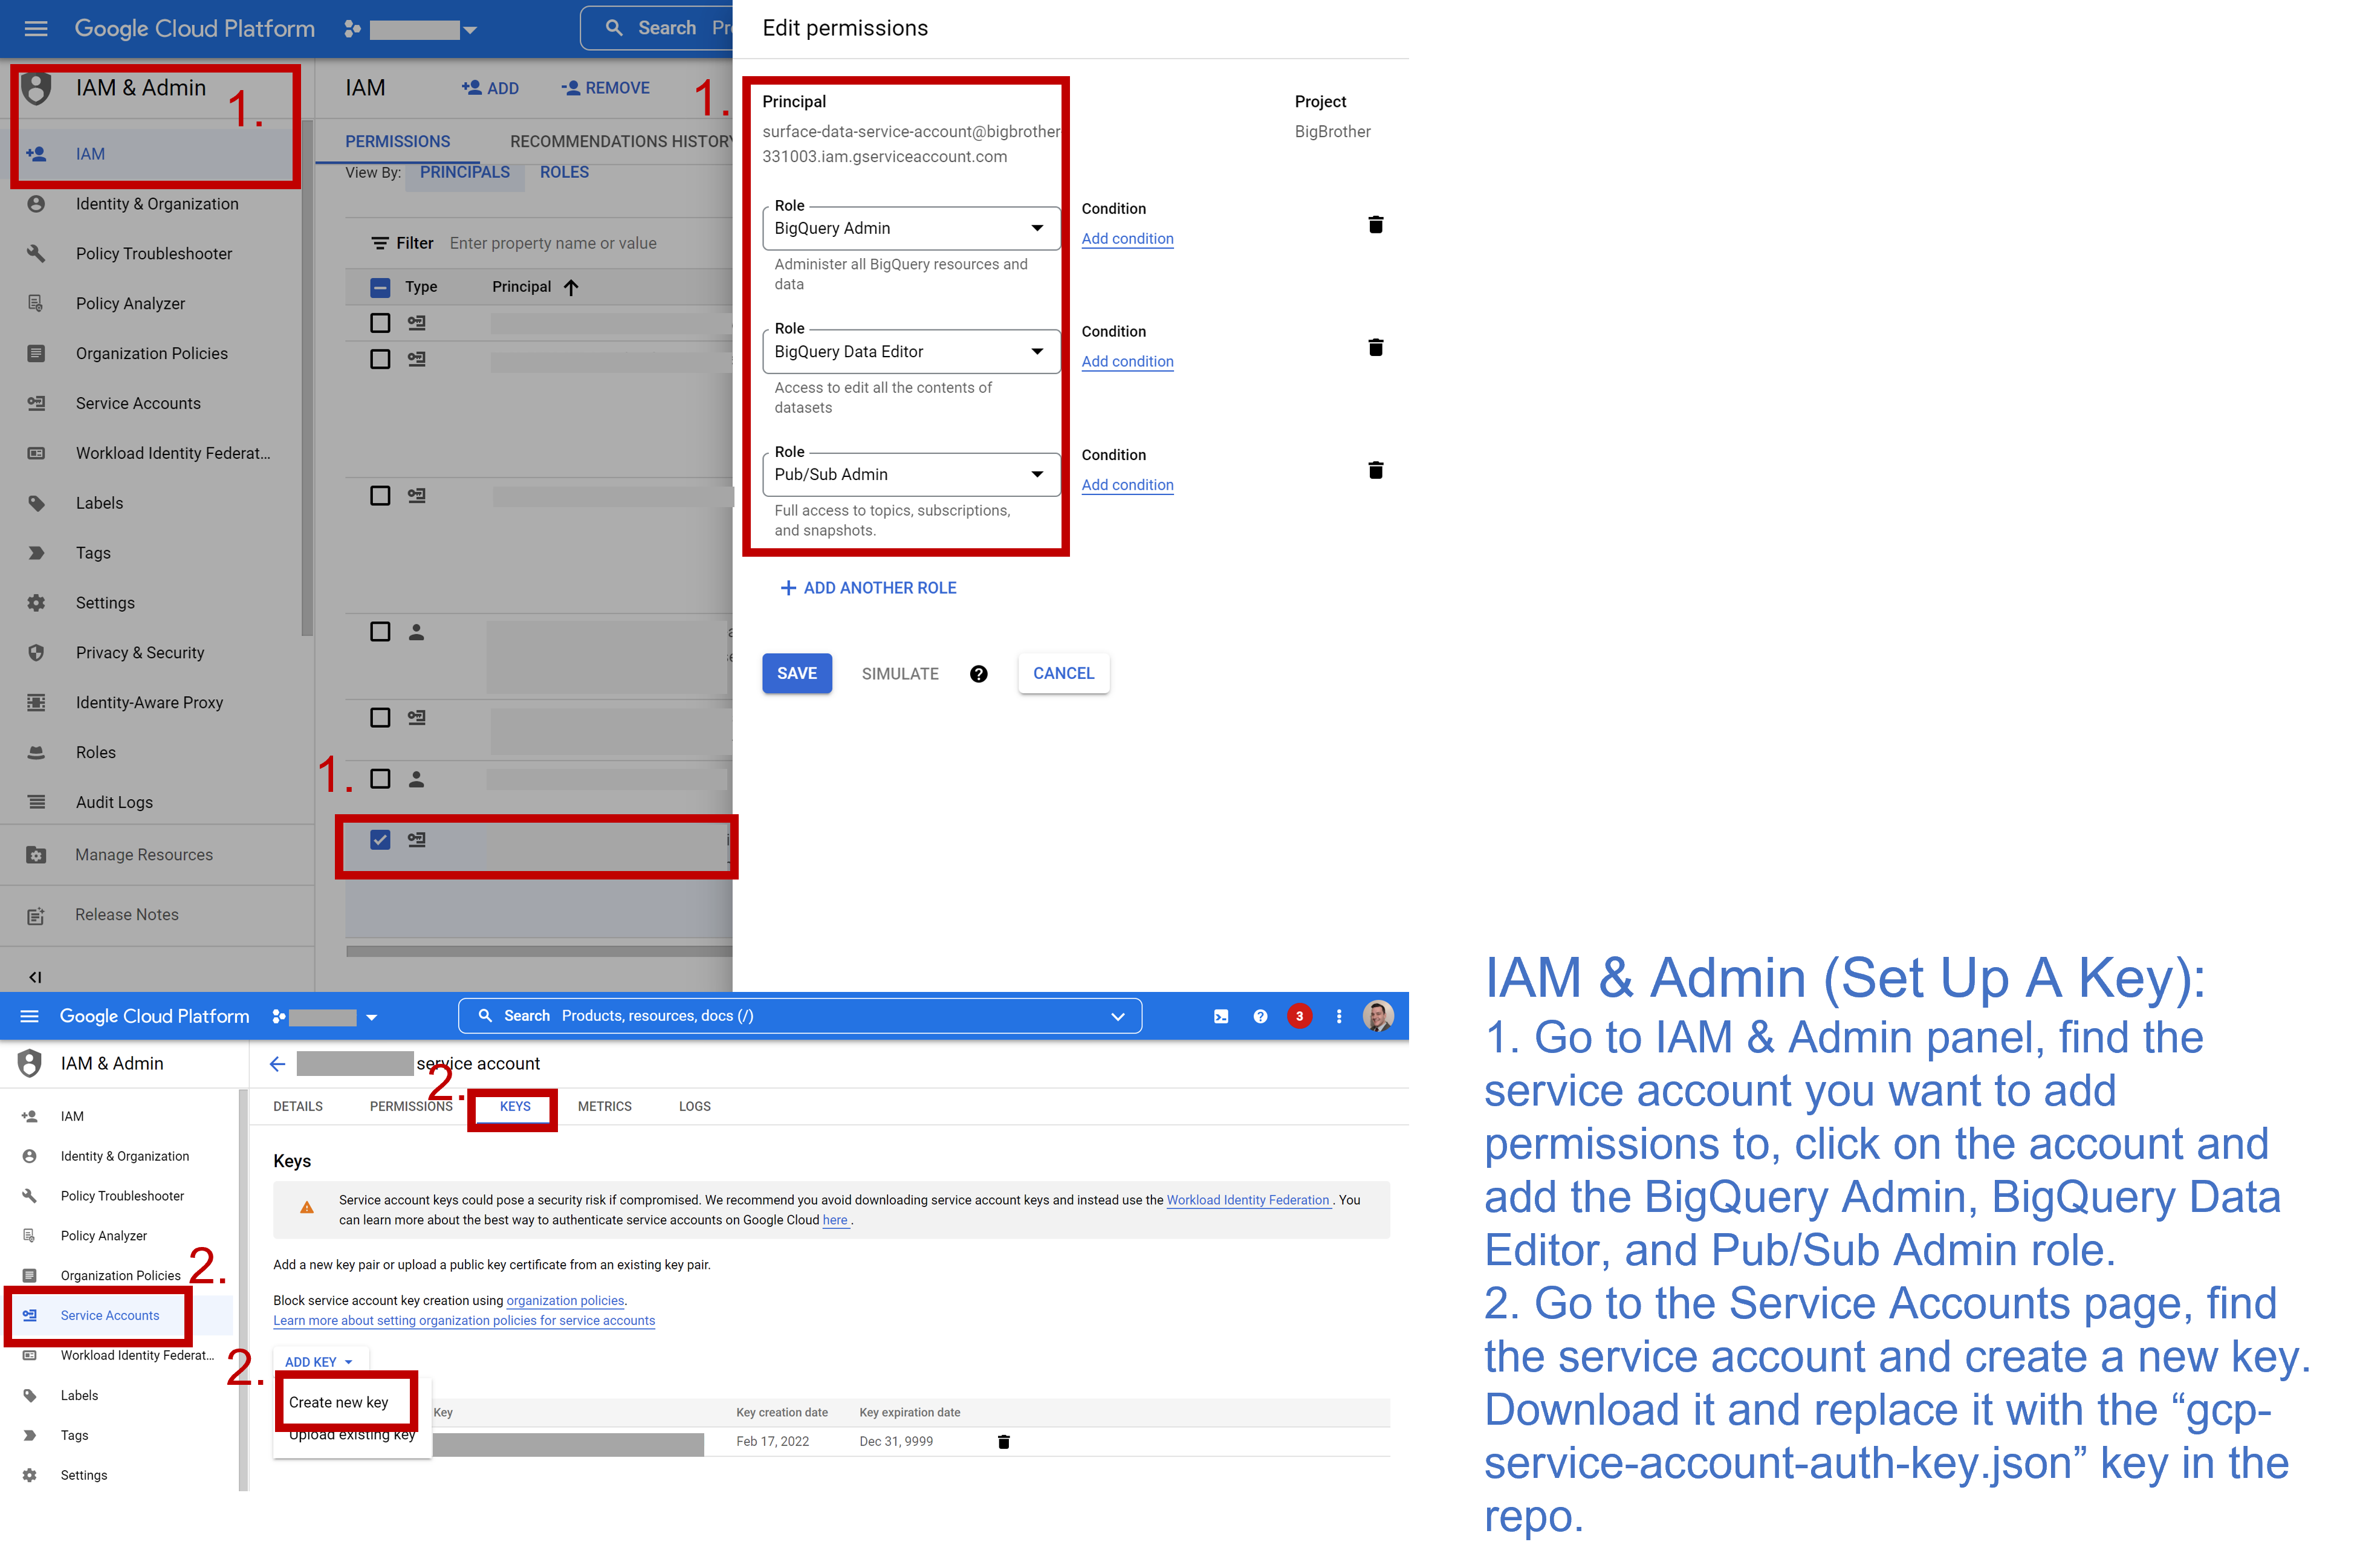 Google Cloud Platform
Search Pr
IAM & Admin
1.
IAM
Identity & Organization
Policy Troubleshooter
Policy Analyzer
Organization Policies
Service Accounts
Workload Identity Federat...
Labels
Tags
Settings
Privacy & Security
Identity-Aware Proxy
Roles
Audit Logs
Manage Resources
Release Notes
IAM
ADD
REMOVE
1.
PERMISSIONS
RECOMMENDATIONS HISTORY
View By: PRINCIPALS ROLES
Filter Enter property name or value
Type Principal
1.
Edit permissions
Principal
surface-data-service-account@bigbrother
331003.iam.gserviceaccount.com
Project
BigBrother
Role
BigQuery Admin
Administer all BigQuery resources and
data
Condition
Add condition
Role
BigQuery Data Editor
Access to edit all the contents of
datasets
Condition
Add condition
Role
Pub/Sub Admin
Full access to topics, subscriptions,
and snapshots.
Condition
Add condition
ADD ANOTHER ROLE
SAVE SIMULATE CANCEL
Google Cloud Platform
Search Products, resources, docs (/)
3
IAM & Admin
IAM
Identity & Organization
Policy Troubleshooter
Policy Analyzer
Organization Policies
2.
Service Accounts
Workload Identity Federat...
Labels
Tags
Settings
service account
2.
DETAILS PERMISSIONS KEYS METRICS LOGS
Keys
Service account keys could pose a security risk if compromised. We recommend you avoid downloading service account keys and instead use the Workload Identity Federation . You
can learn more about the best way to authenticate service accounts on Google Cloud here .
Add a new key pair or upload a public key certificate from an existing key pair.
Block service account key creation using organization policies.
Learn more about setting organization policies for service accounts
ADD KEY
2.
Create new key
Upload existing key
Key Key creation date Key expiration date
Feb 17, 2022 Dec 31, 9999
IAM & Admin (Set Up A Key):
1. Go to IAM & Admin panel, find the
service account you want to add
permissions to, click on the account and
add the BigQuery Admin, BigQuery Data
Editor, and Pub/Sub Admin role.
2. Go to the Service Accounts page, find
the service account and create a new key.
Download it and replace it with the “gcp-
service-account-auth-key.json” key in the
repo.